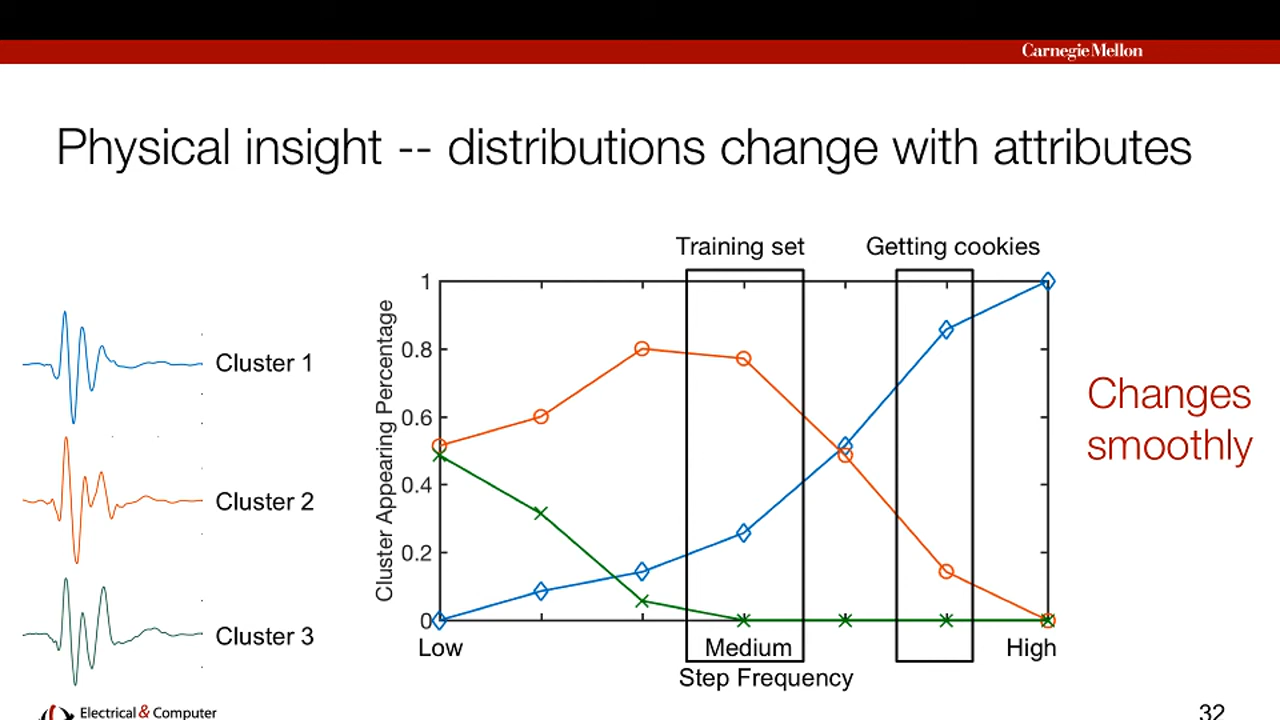 Carnegie Mellon
Physical insight -- distributions change with attributes
Training set
Getting cookies
Cluster 1
Cluster 2
Cluster 3
Cluster Appearing Percentage
1
0.8
0.6
0.4
0.2
0
Low
Medium
High
Step Frequency
Changes
smoothly
Electrical & Computer
32